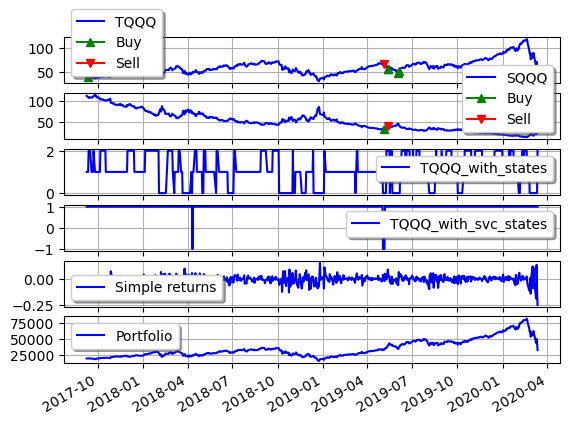 TQQQ
Buy
Sell
100
50
SQQQ
Buy
Sell
100
50
2
0
TQQQ_with_states
1
0
−1
TQQQ_with_svc_states
0.00
−0.25
Simple returns
75000
50000
25000
Portfolio
2017-10
2018-01
2018-04
2018-07
2018-10
2019-01
2019-04
2019-07
2019-10
2020-01
2020-04